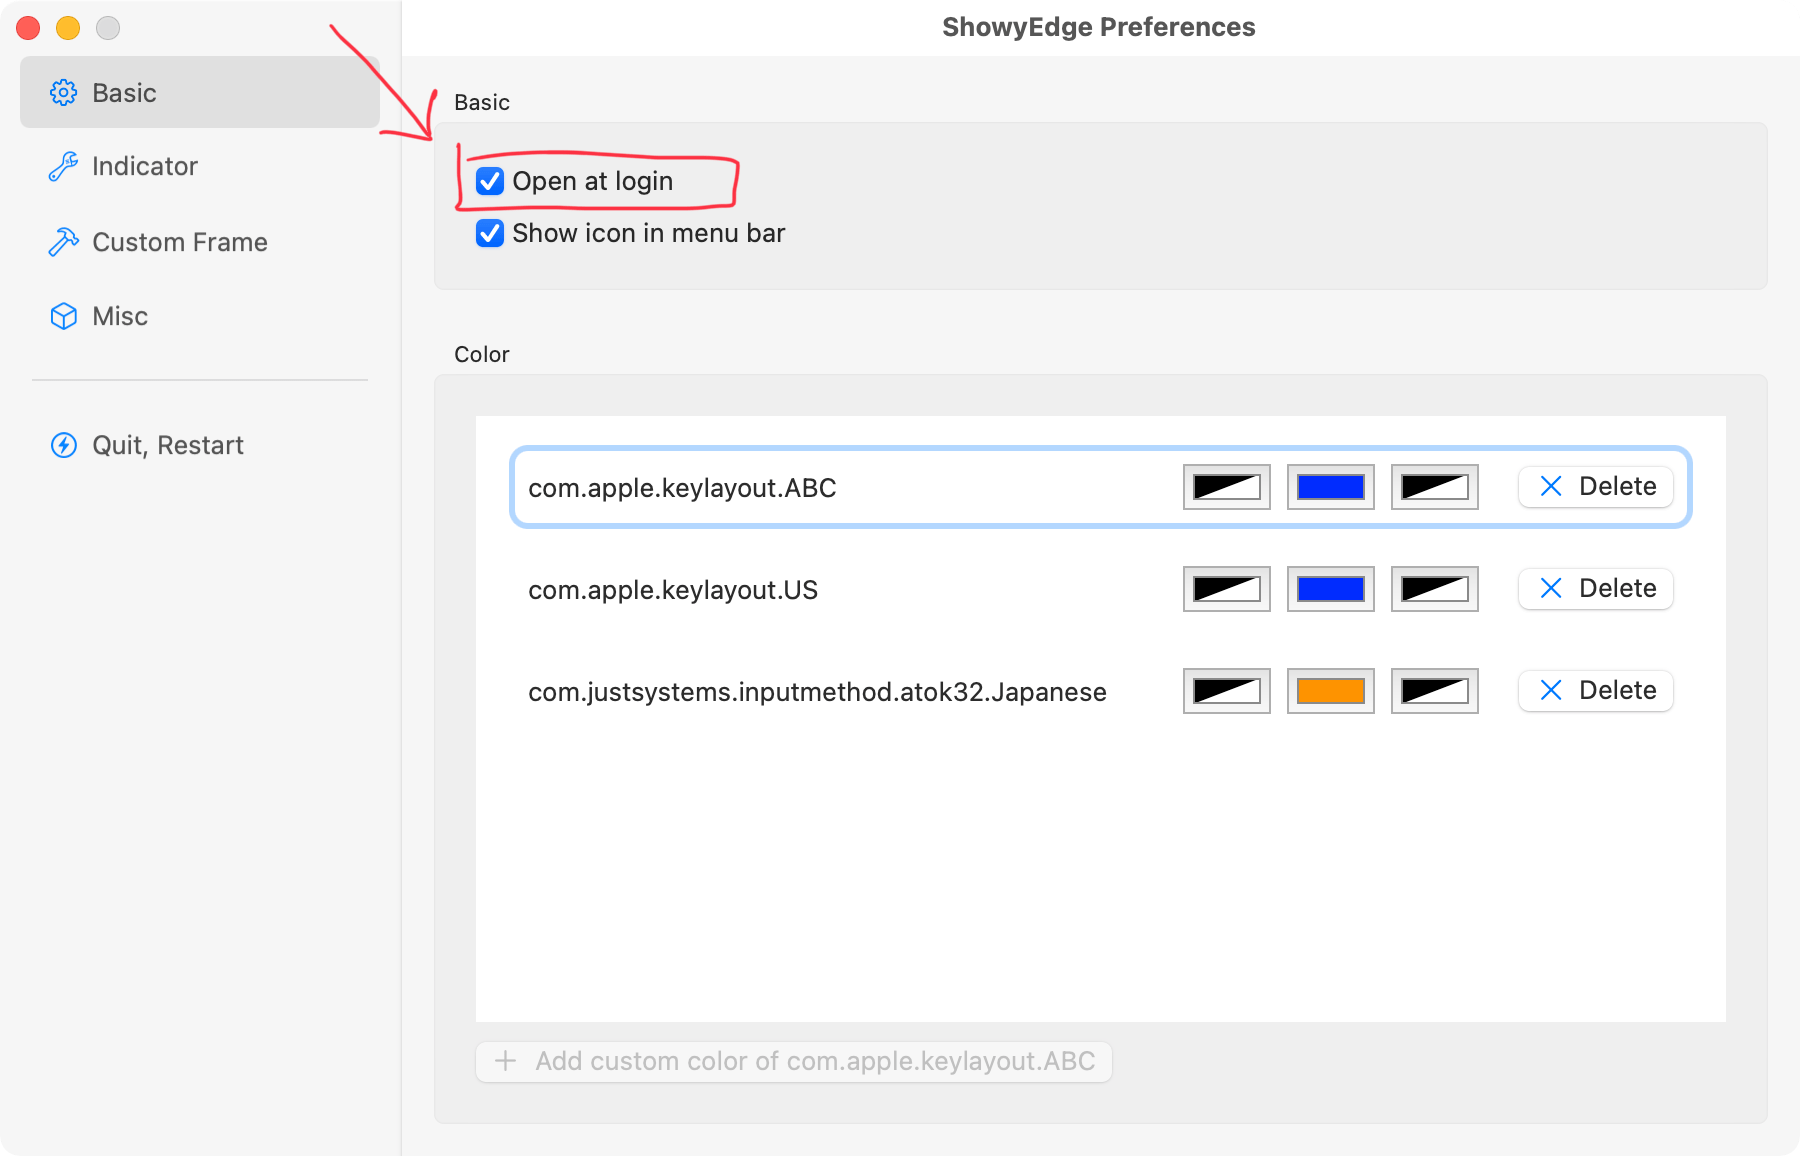 ShowyEdge Preferences
Basic
Indicator
Custom Frame
Misc
Quit, Restart
Basic
Open at login
Show icon in menu bar
Color
com.apple.keylayout.ABC Delete
com.apple.keylayout.US Delete
com.justsystems.inputmethod.atok32.Japanese Delete
Add custom color of com.apple.keylayout.ABC